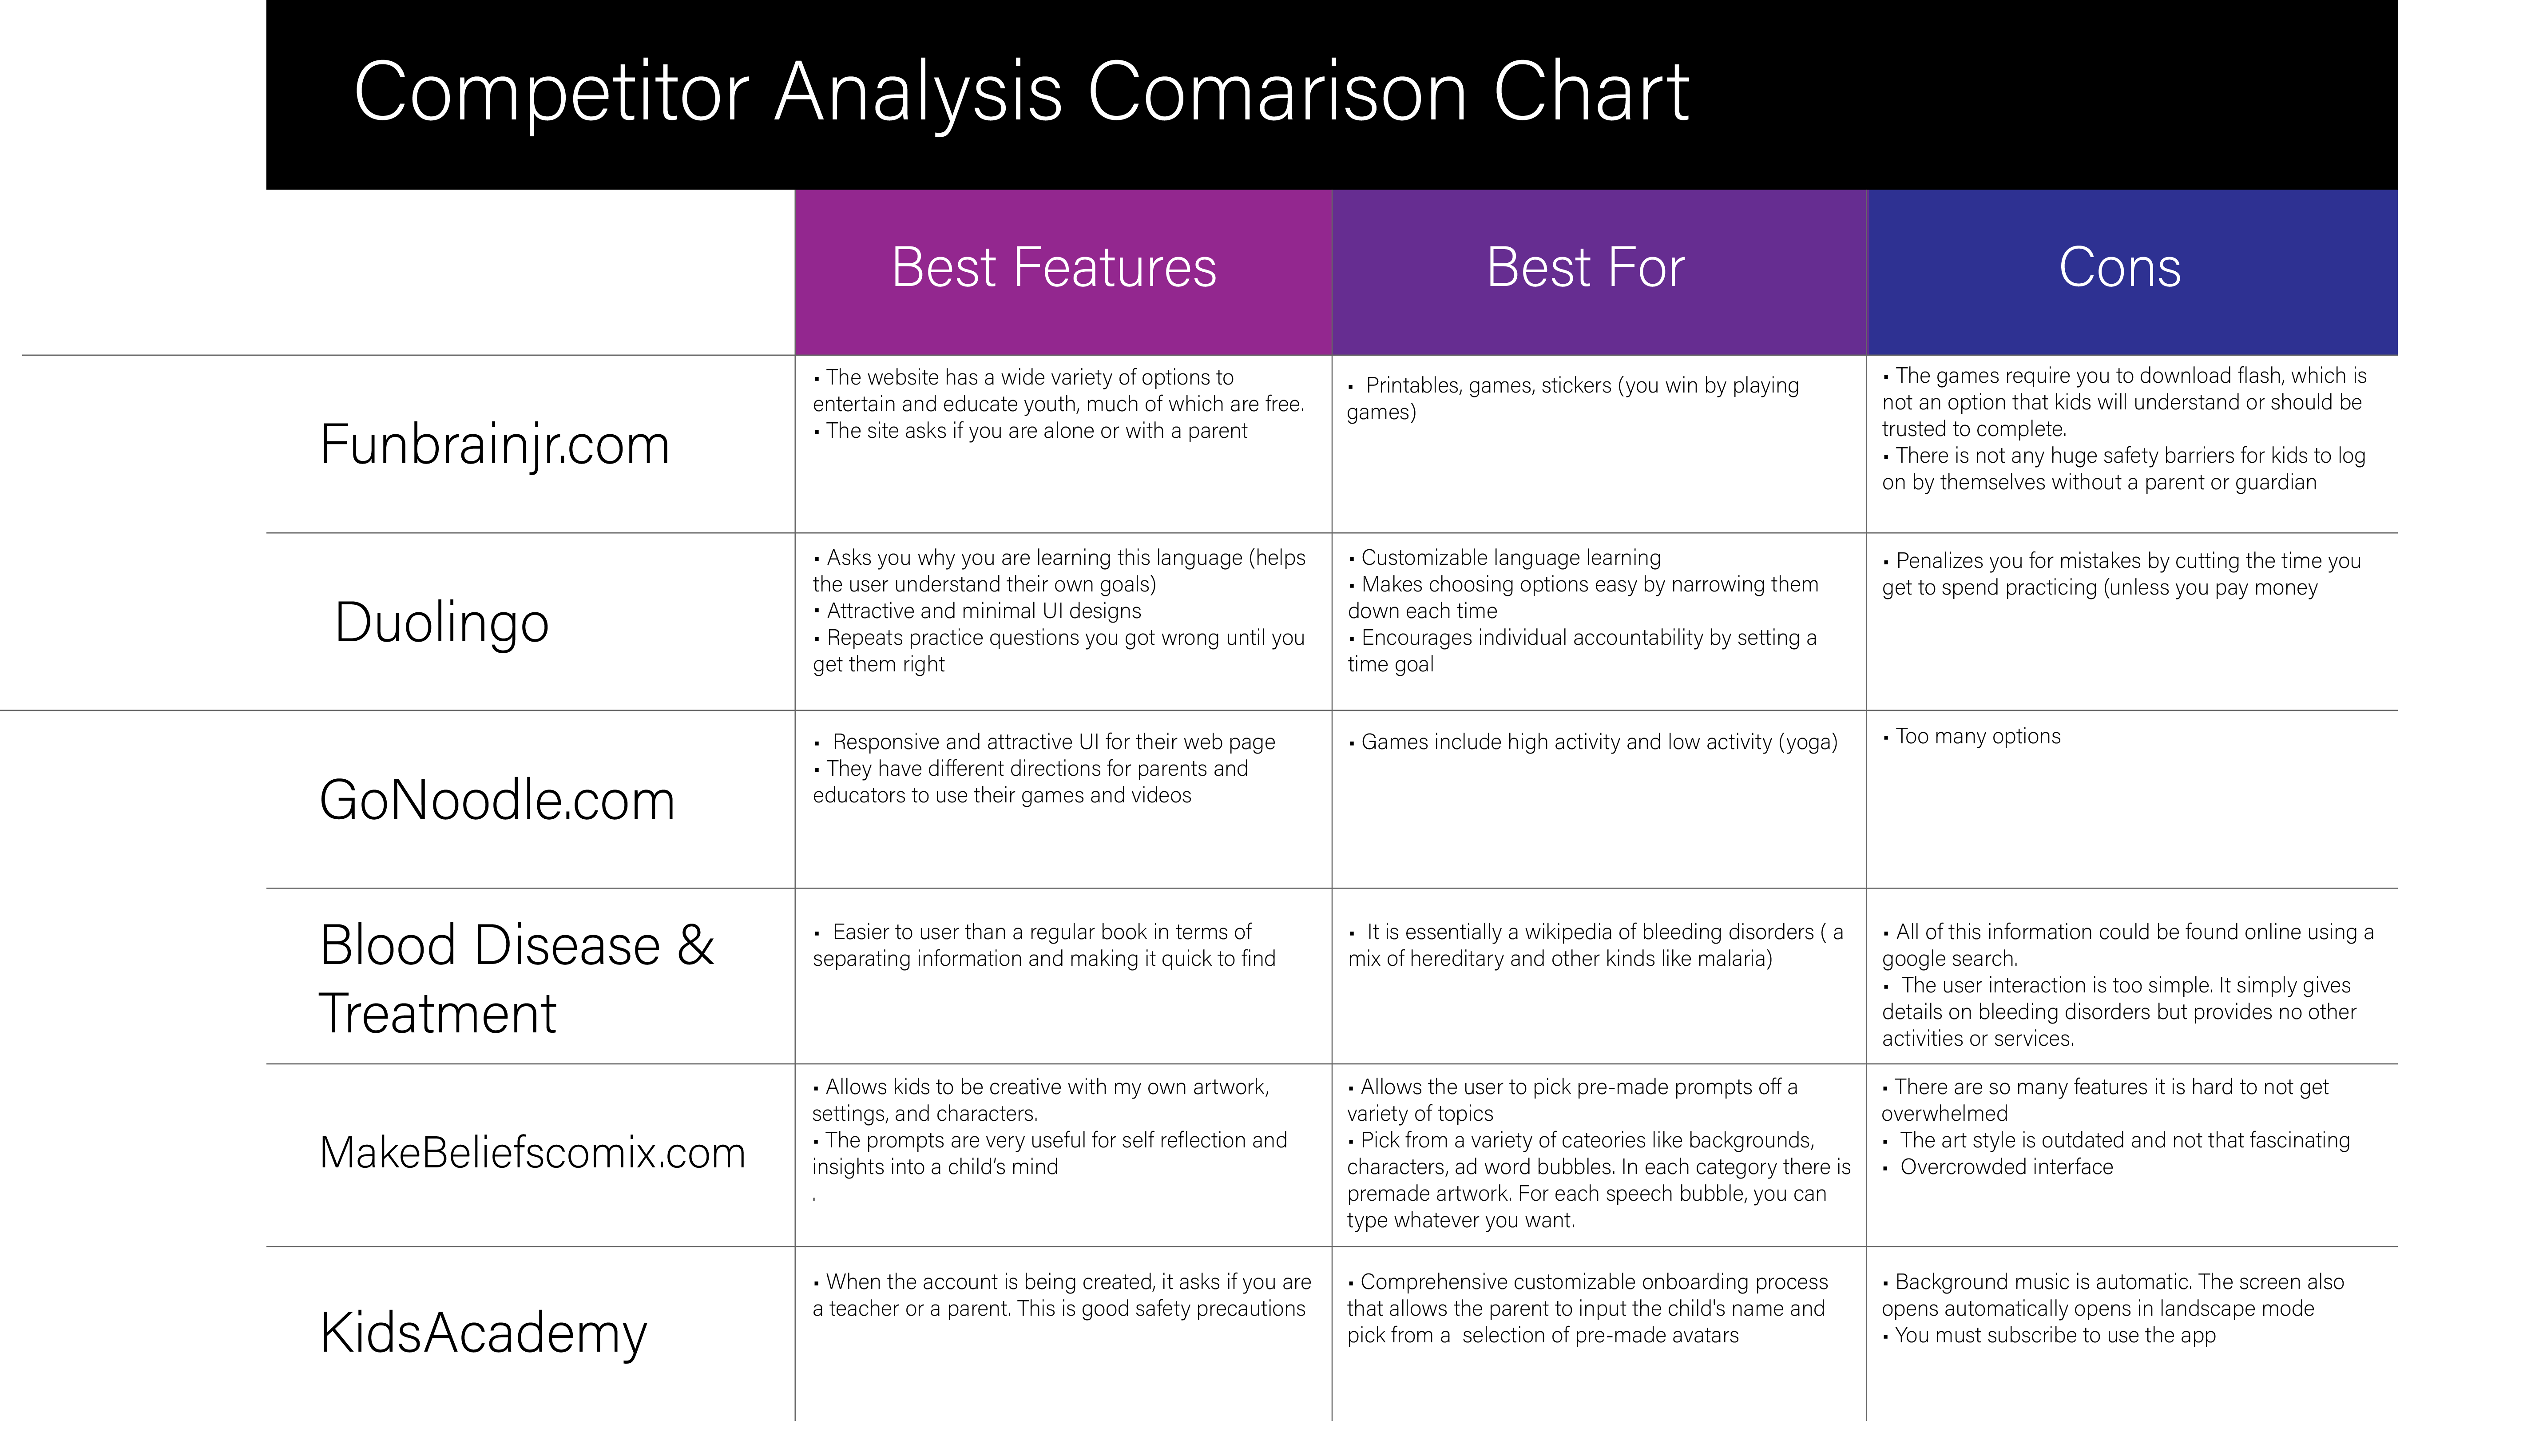 Competitor Analysis Comarison Chart
Best Features
Best For
Cons
Funbrainjr.com
▪ The website has a wide variety of options to
entertain and educate youth, much of which are free.
▪ The site asks if you are alone or with a parent
▪ Printables, games, stickers (you win by playing
games)
▪ The games require you to download flash, which is
not an option that kids will understand or should be
trusted to complete.
▪ There is not any huge safety barriers for kids to log
on by themselves without a parent or guardian
Duolingo
▪ Asks you why you are learning this language (helps
the user understand their own goals)
▪ Attractive and minimal UI designs
▪ Repeats practice questions you got wrong until you
get them right
▪ Customizable language learning
▪ Makes choosing options easy by narrowing them
down each time
▪ Encourages individual accountability by setting a
time goal
▪ Penalizes you for mistakes by cutting the time you
get to spend practicing (unless you pay money
GoNoodle.com
▪ Responsive and attractive UI for their web page
▪ They have different directions for parents and
educators to use their games and videos
▪ Games include high activity and low activity (yoga)
▪ Too many options
Blood Disease &
Treatment
▪ Easier to user than a regular book in terms of
separating information and making it quick to find
▪ It is essentially a wikipedia of bleeding disorders ( a
mix of hereditary and other kinds like malaria)
▪ All of this information could be found online using a
google search.
▪ The user interaction is too simple. It simply gives
details on bleeding disorders but provides no other
activities or services.
MakeBeliefscomix.com
▪ Allows kids to be creative with my own artwork,
settings, and characters.
▪ The prompts are very useful for self reflection and
insights into a child's mind
.
▪ Allows the user to pick pre-made prompts off a
variety of topics
▪ Pick from a variety of cateories like backgrounds,
characters, ad word bubbles. In each category there is
premade artwork. For each speech bubble, you can
type whatever you want.
▪ There are so many features it is hard to not get
overwhelmed
▪ The art style is outdated and not that fascinating
▪ Overcrowded interface
KidsAcademy
▪ When the account is being created, it asks if you are
a teacher or a parent. This is good safety precautions
▪ Comprehensive customizable onboarding process
that allows the parent to input the child's name and
pick from a selection of pre-made avatars
▪ Background music is automatic. The screen also
opens automatically opens in landscape mode
▪ You must subscribe to use the app